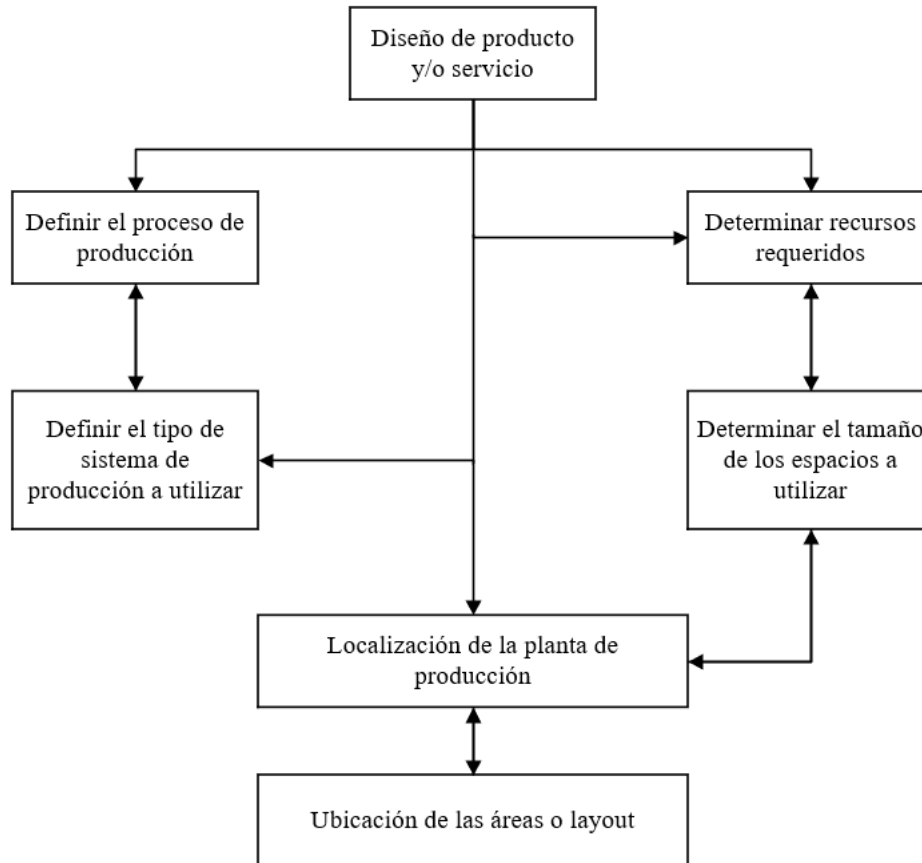 Diseño de producto
y/o servicio
Definir el proceso de
producción
Determinar recursos
requeridos
Definir el tipo de
sistema de
producción a utilizar
Determinar el tamaño
de los espacios a
utilizar
Localización de la planta de
producción
Ubicación de las áreas o layout